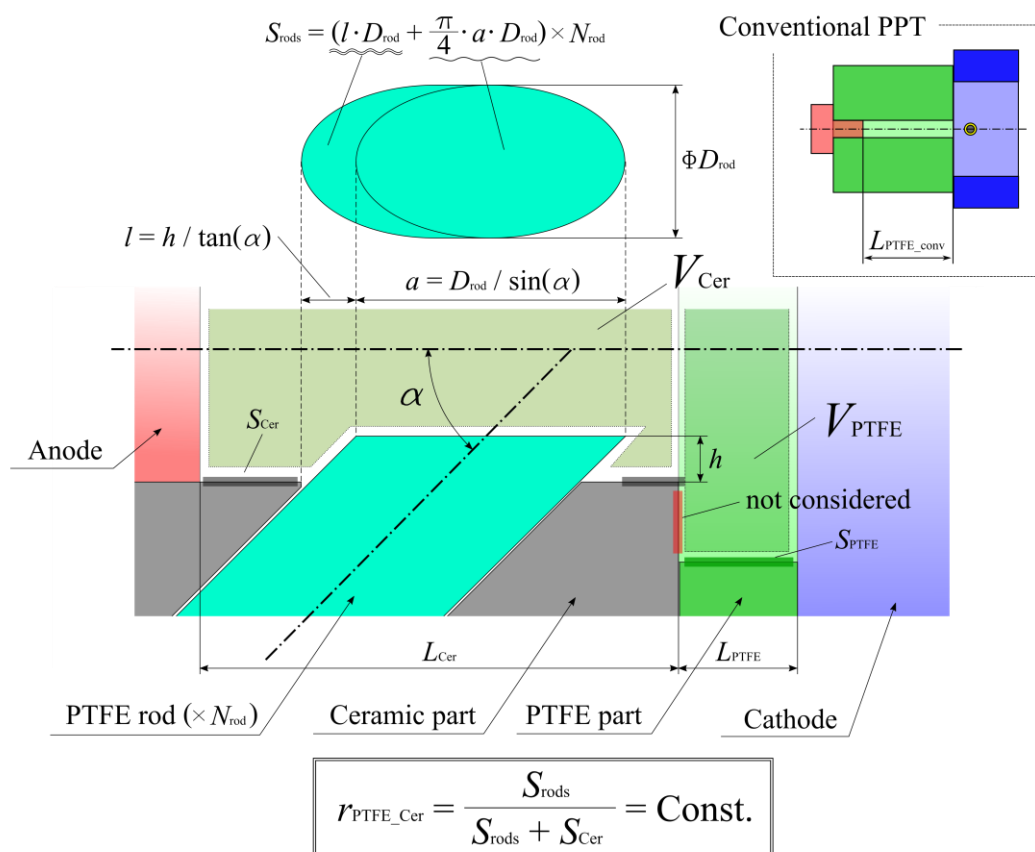 S_rods = (l·D_rod + π/4·a·D_rod) × N_rod
Conventional PPT
ΦD_rod
L_PTFE_conv
l = h / tan(α)
a = D_rod / sin(α)
V_Cer
α
S_Cer
V_PTFE
Anode
h
not considered
S_PTFE
L_Cer
L_PTFE
PTFE rod (×N_rod)
Ceramic part
PTFE part
Cathode
r_PTFE_Cer = S_rods / (S_rods + S_Cer) = Const.